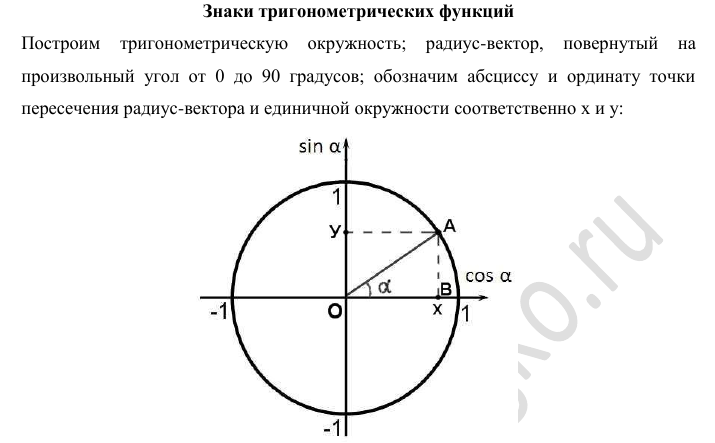 Знаки тригонометрических функций
Построим тригонометрическую окружность; радиус-вектор, повернутый на
произвольный угол от 0 до 90 градусов; обозначим абсциссу и ординату точки
пересечения радиус-вектора и единичной окружности соответственно x и y:
sin α
1
У
A
α
B
cos α
-1
O
x
1
-1
ko.ru